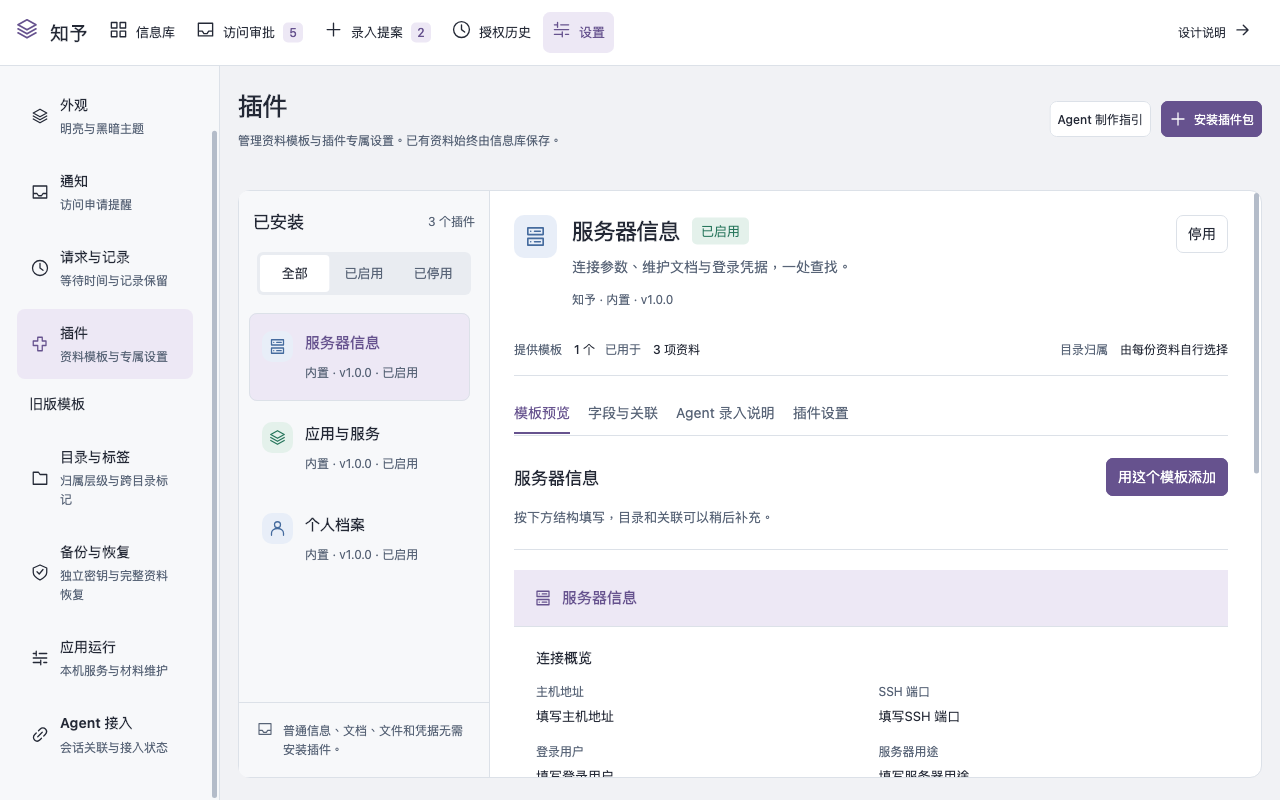 知予
信息库
访问审批 5
录入提案 2
授权历史
设置
设计说明
外观
明亮与黑暗主题
通知
访问申请提醒
请求与记录
等待时间与记录保留
插件
资料模板与专属设置
旧版模板
目录与标签
归属层级与跨目录标
记
备份与恢复
独立密钥与完整资料
恢复
应用运行
本机服务与材料维护
Agent 接入
会话关联与接入状态
插件
管理资料模板与插件专属设置。已有资料始终由信息库保存。
Agent 制作指引
安装插件包
已安装
3 个插件
全部
已启用
已停用
服务器信息
内置 · v1.0.0 · 已启用
应用与服务
内置 · v1.0.0 · 已启用
个人档案
内置 · v1.0.0 · 已启用
普通信息、文档、文件和凭据无需
安装插件。
服务器信息
已启用
停用
连接参数、维护文档与登录凭据，一处查找。
知予 · 内置 · v1.0.0
提供模板 1 个 已用于 3 项资料
目录归属 由每份资料自行选择
模板预览
字段与关联
Agent 录入说明
插件设置
服务器信息
用这个模板添加
按下方结构填写，目录和关联可以稍后补充。
服务器信息
连接概览
主机地址
填写主机地址
SSH 端口
填写SSH 端口
登录用户
填写登录用户
服务器用途
填写服务器用途